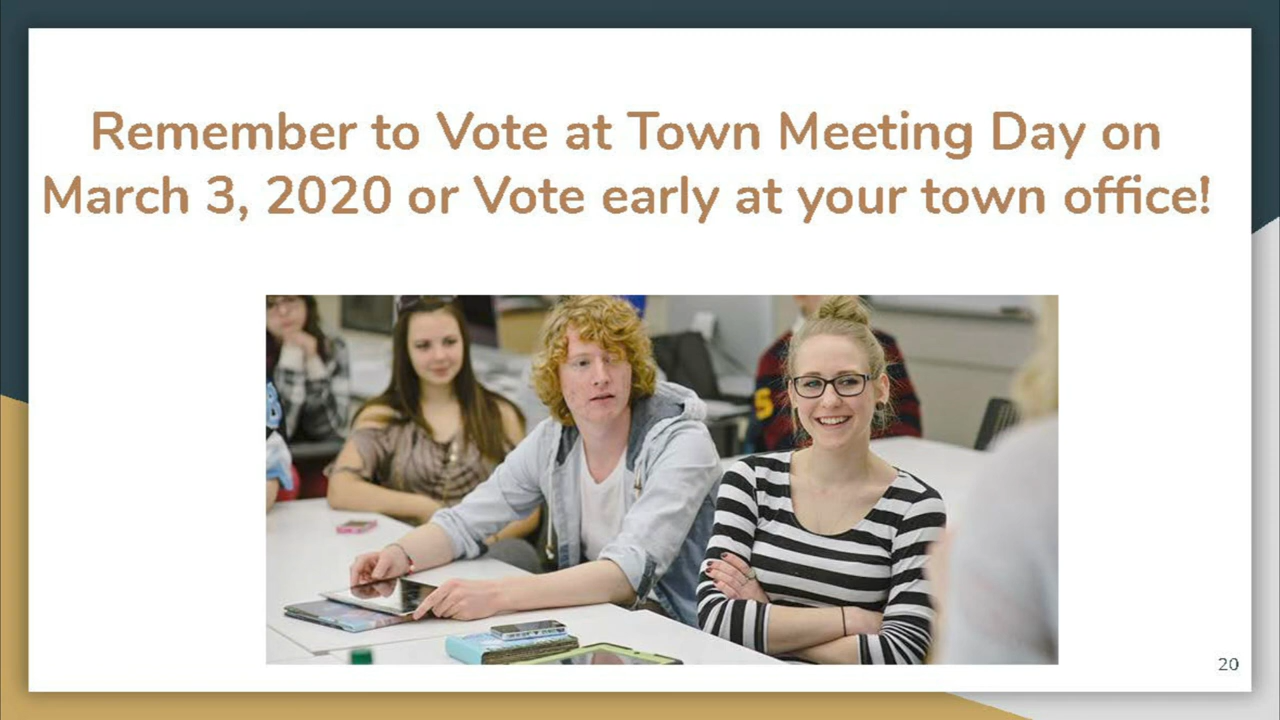 Remember to Vote at Town Meeting Day on
March 3, 2020 or Vote early at your town office!
S
20